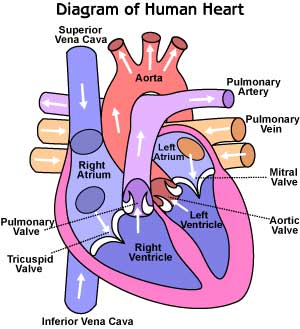 Diagram of Human Heart
Superior
Vena Cava
Aorta
Pulmonary
Artery
Pulmonary
Vein
Right
Atrium
Left
Atrium
Mitral
Valve
Pulmonary
Valve
Aortic
Valve
Left
Ventricle
Right
Ventricle
Tricuspid
Valve
Inferior Vena Cava